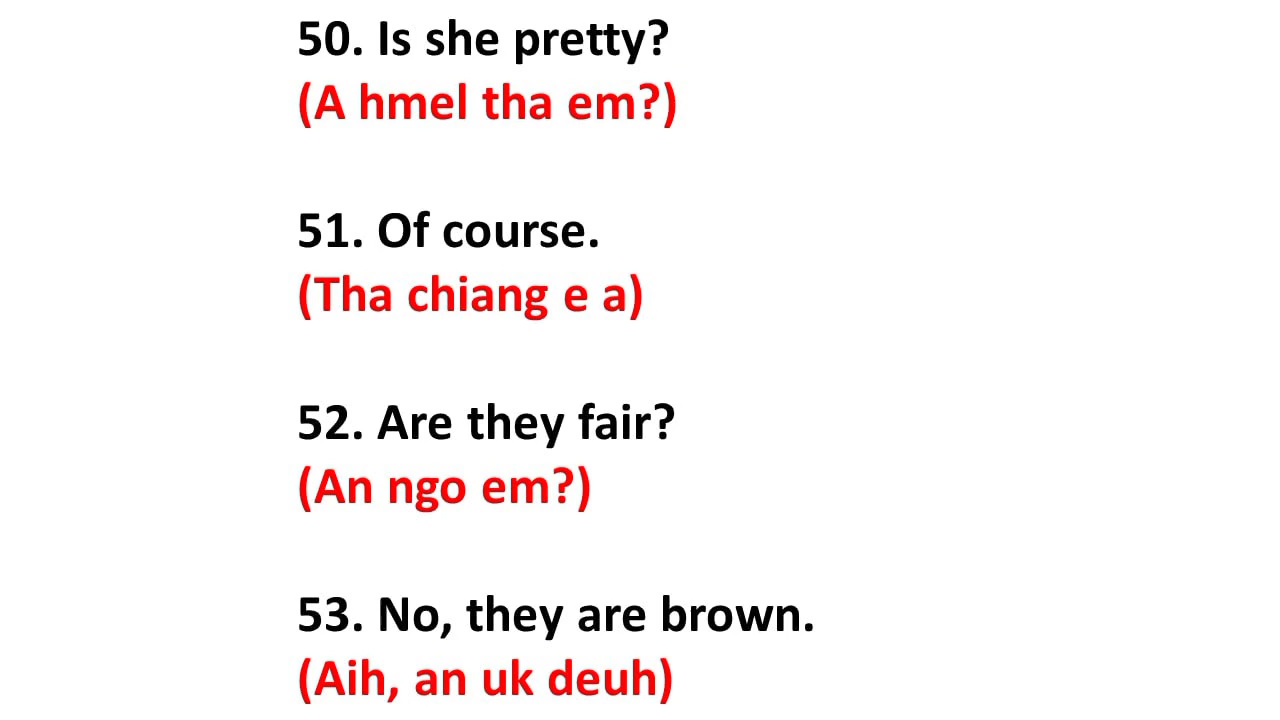 50. Is she pretty?
(A hmel tha em?)
51. Of course.
(Tha chiang e a)
52. Are they fair?
(An ngo em?)
53. No, they are brown.
(Aih, an uk deuh)